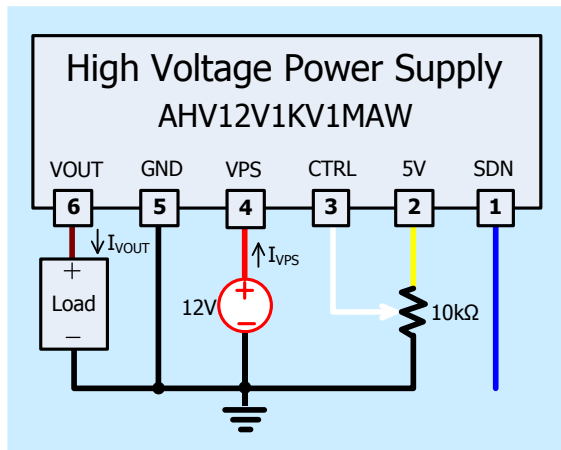 High Voltage Power Supply
AHV12V1KV1MAW
VOUT GND VPS CTRL 5V SDN
6 5 4 3 2 1
IVOUT IVPS
+
Load
−
12V
+
−
10kΩ